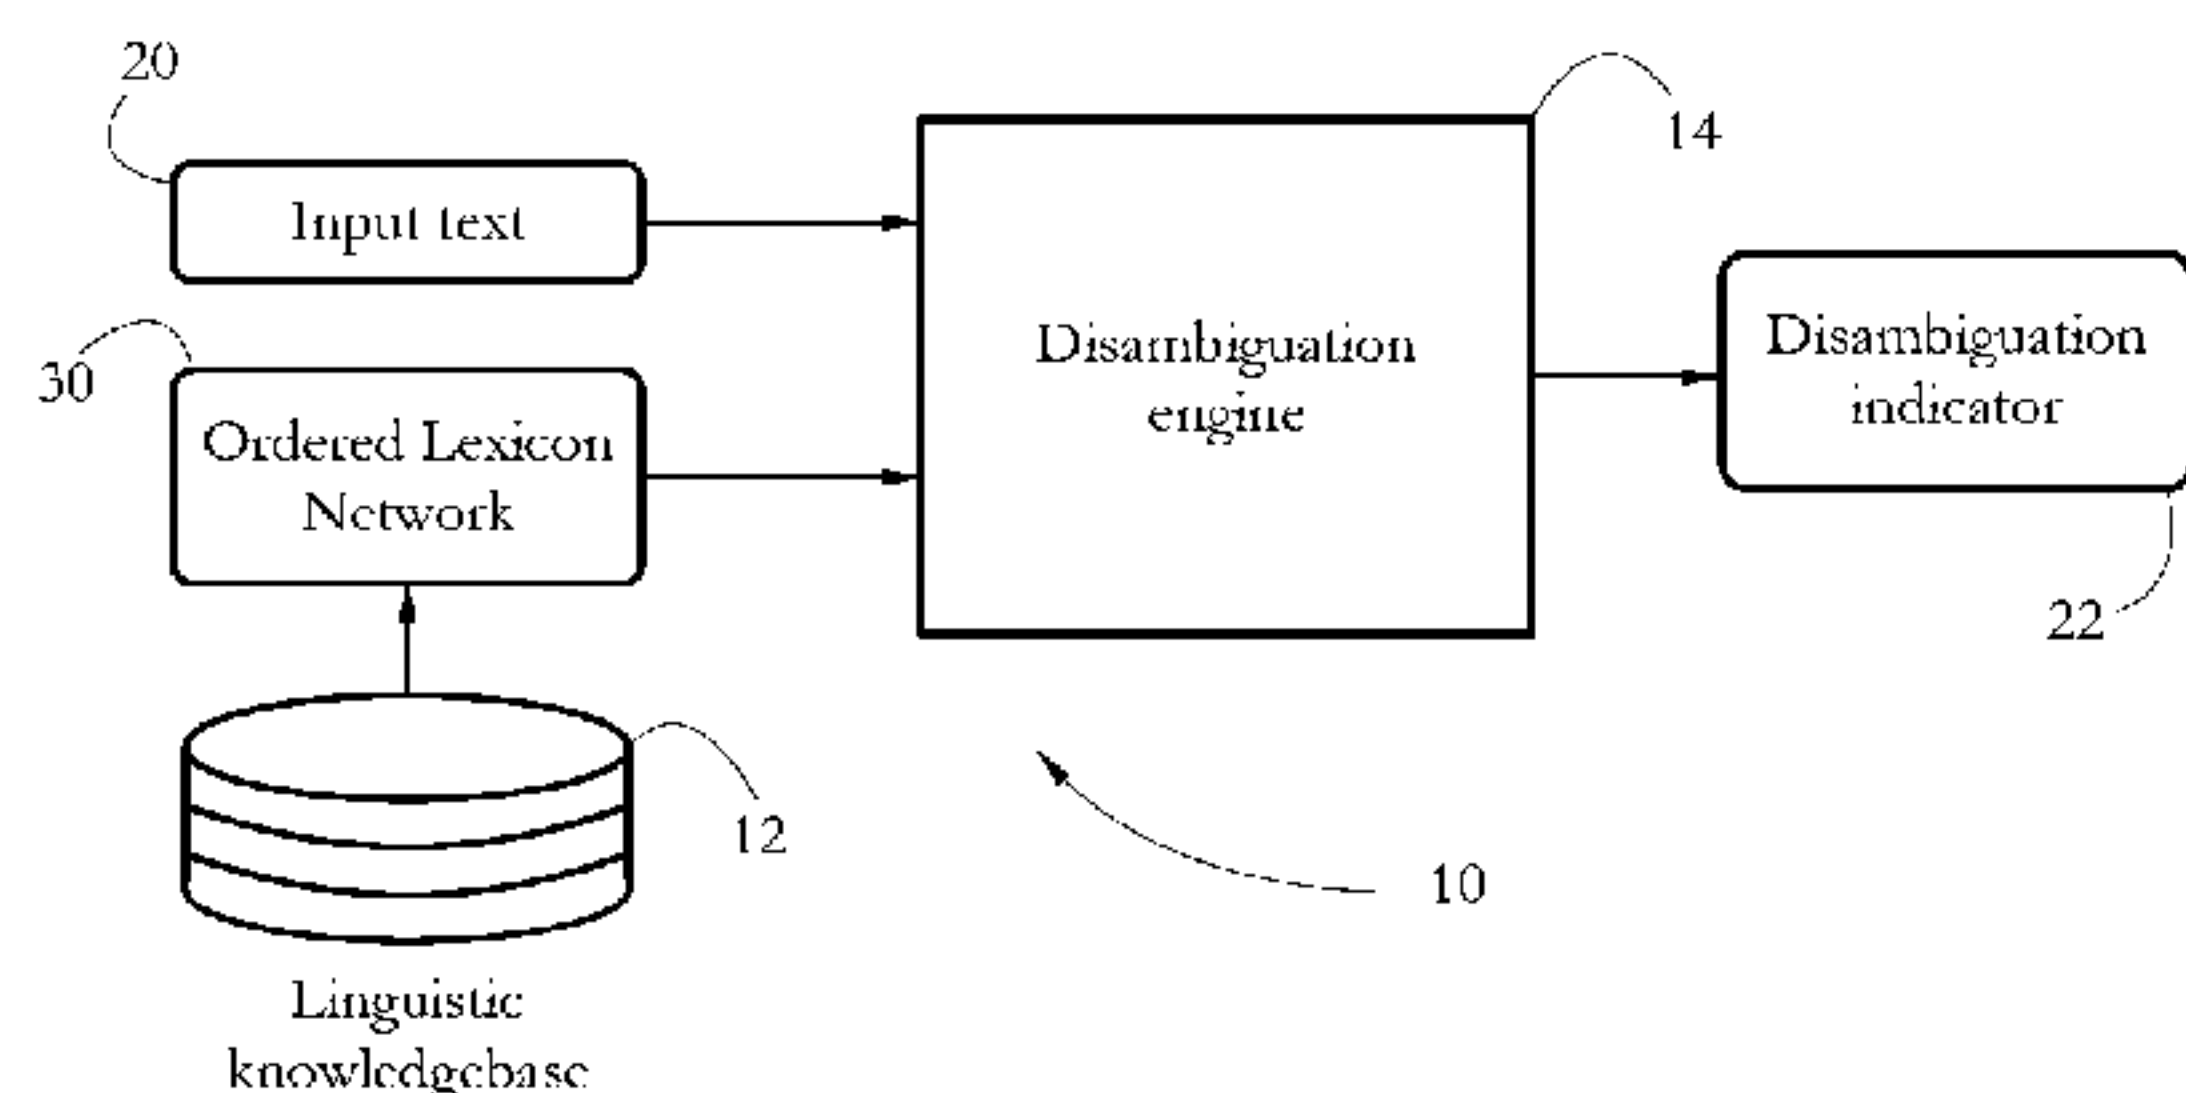 20
14
Input text
Disambiguation
engine
Disambiguation
indicator
30
Ordered Lexicon
Network
22
12
10
Linguistic
knowledgebase